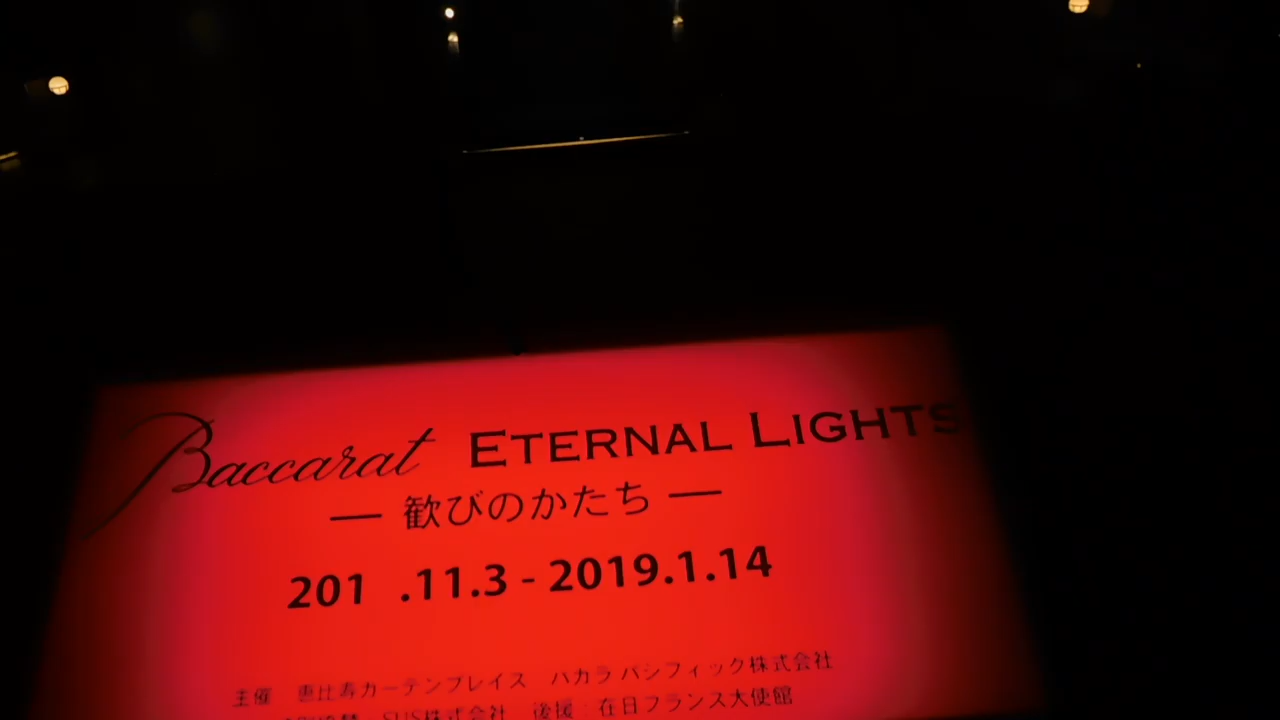 Baccarat ETERNAL LIGHTS
— 歓びのかたち —
201 .11.3 - 2019.1.14
主催 恵比寿ガーデンプレイス バカラ パシフィック株式会社
SUS株式会社 後援 : 在日フランス大使館